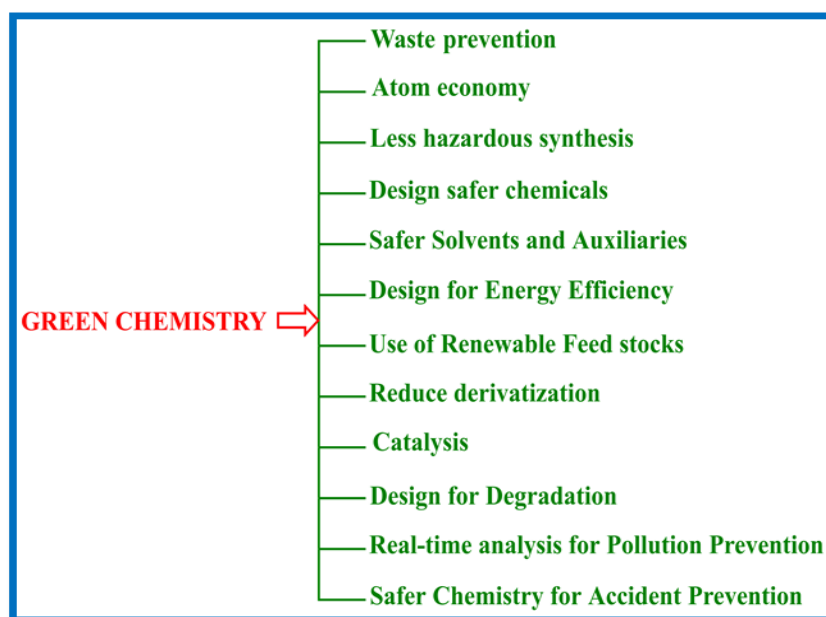 Waste prevention
Atom economy
Less hazardous synthesis
Design safer chemicals
Safer Solvents and Auxiliaries
Design for Energy Efficiency
GREEN CHEMISTRY
Use of Renewable Feed stocks
Reduce derivatization
Catalysis
Design for Degradation
Real-time analysis for Pollution Prevention
Safer Chemistry for Accident Prevention